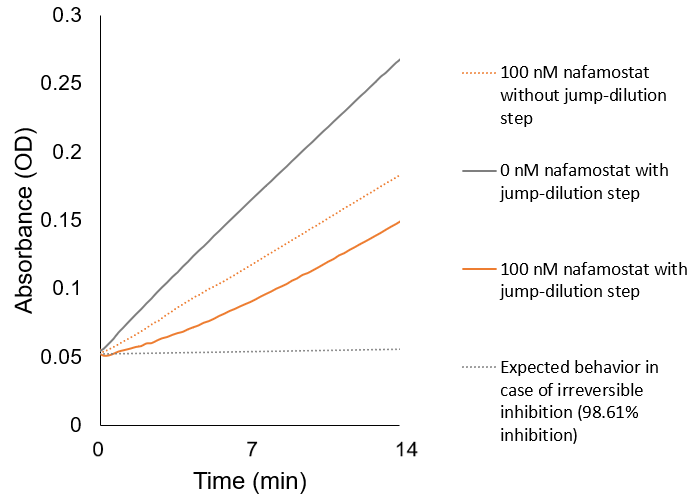 0.3
0.25
0.2
0.15
0.1
0.05
0
Absorbance (OD)
0
7
14
Time (min)
100 nM nafamostat
without jump-dilution
step
0 nM nafamostat with
jump-dilution step
100 nM nafamostat with
jump-dilution step
Expected behavior in
case of irreversible
inhibition (98.61%
inhibition)